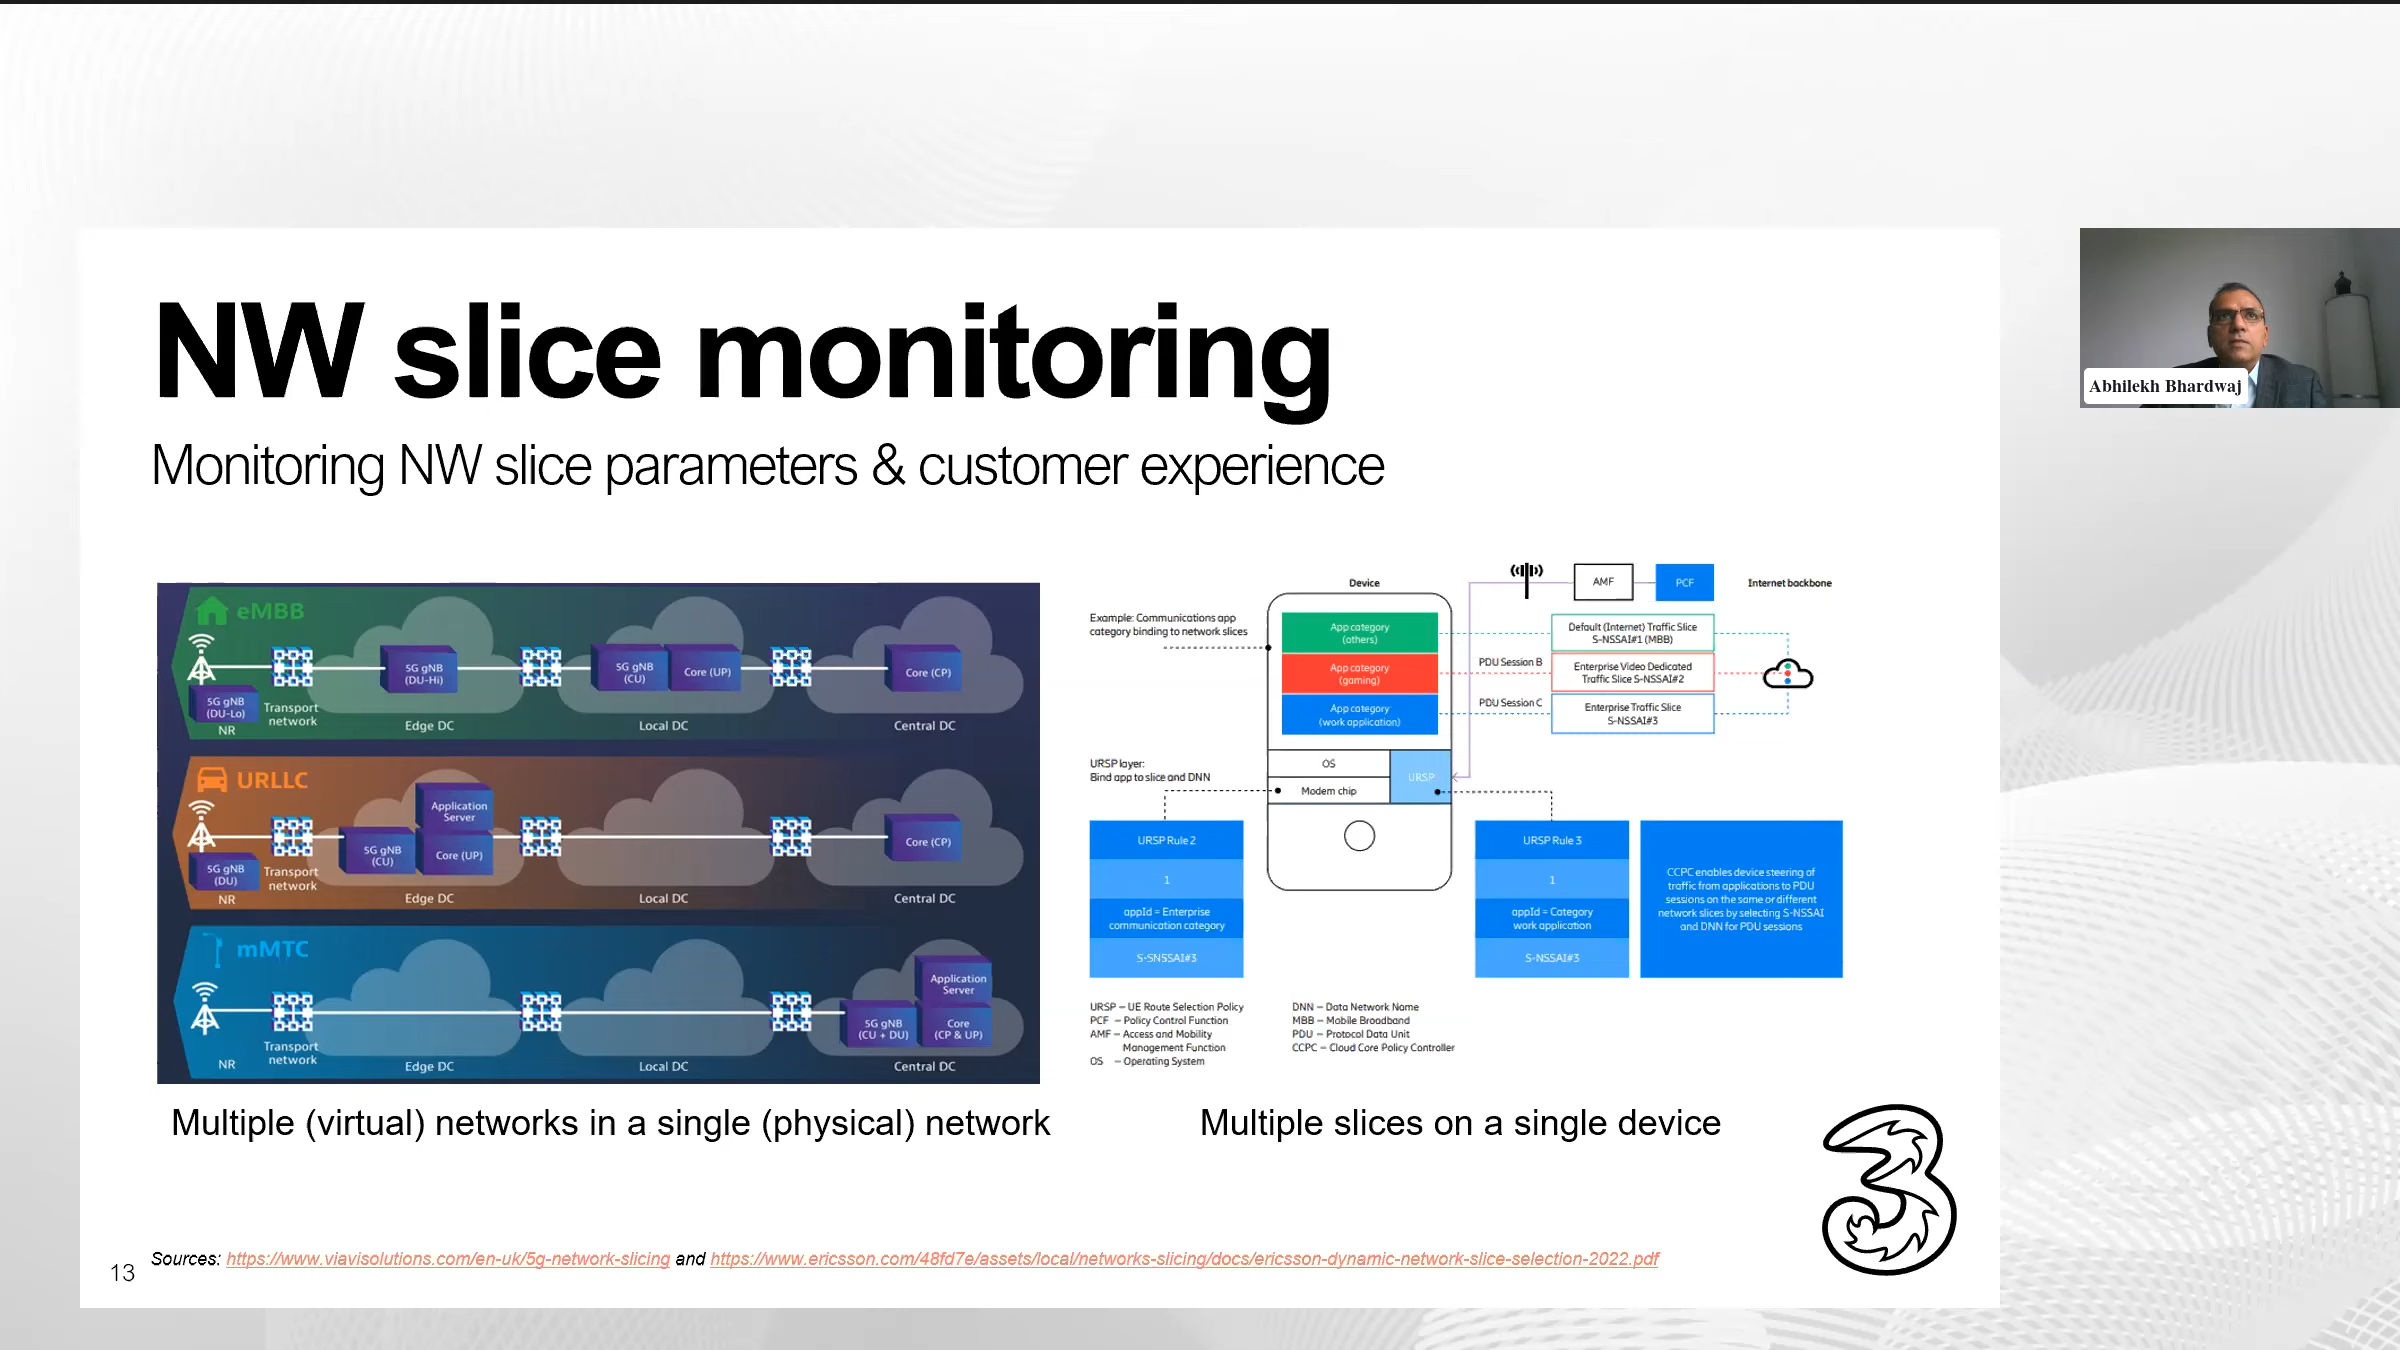 NW slice monitoring
Monitoring NW slice parameters & customer experience
Abhilekh Bhardwaj
eMBB
5G gNB
(DU-Lo)
NR
Transport
network
5G gNB
(DU-Hi)
Edge DC
5G gNB
(CU)
Core (UP)
Local DC
Core (CP)
Central DC
URLLC
5G gNB
(DU)
NR
Transport
network
Application
Server
5G gNB
(CU)
Core (UP)
Edge DC
Local DC
Core (CP)
Central DC
mMTC
NR
Transport
network
Edge DC
Local DC
Application
Server
5G gNB
(CU + DU)
Core
(CP & UP)
Central DC
Multiple (virtual) networks in a single (physical) network
Device
AMF
PCF
Internet backbone
Example: Communications app
category binding to network slices
App category
(others)
App category
(gaming)
App category
(work application)
PDU Session B
PDU Session C
Default (Internet) Traffic Slice
S-NSSAI#1 (MBB)
Enterprise Video Dedicated
Traffic Slice S-NSSAI#2
Enterprise Traffic Slice
S-NSSAI#3
URSP layer:
Bind app to slice and DNN
OS
Modem chip
URSP
URSP Rule 2
1
appId = Enterprise
communication category
S-SNSSAI#3
URSP Rule 3
1
appId = Category
work application
S-NSSAI#3
CCPC enables device steering of
traffic from applications to PDU
sessions on the same or different
network slices by selecting S-NSSAI
and DNN for PDU sessions
URSP – UE Route Selection Policy
PCF – Policy Control Function
AMF – Access and Mobility
Management Function
OS – Operating System
DNN – Data Network Name
MBB – Mobile Broadband
PDU – Protocol Data Unit
CCPC – Cloud Core Policy Controller
Multiple slices on a single device
3
Sources: https://www.viavisolutions.com/en-uk/5g-network-slicing and https://www.ericsson.com/48fd7e/assets/local/networks-slicing/docs/ericsson-dynamic-network-slice-selection-2022.pdf
13